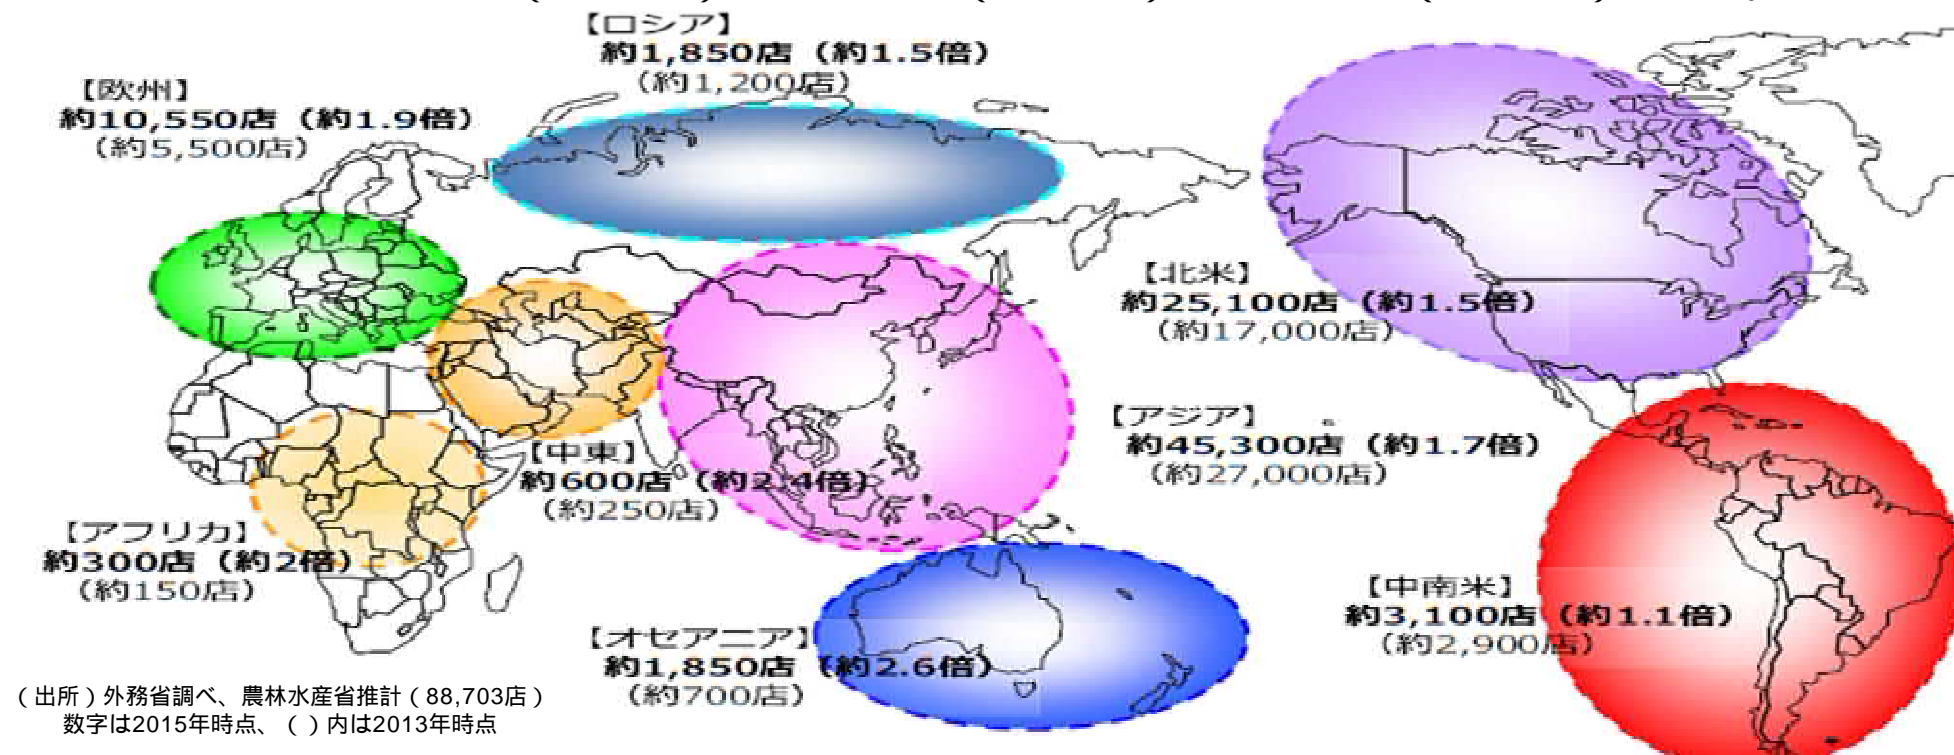 【ロシア】
約1,850店（約1.5倍）
（約1,200店）
【欧州】
約10,550店（約1.9倍）
（約5,500店）
【北米】
約25,100店（約1.5倍）
（約17,000店）
【アジア】
約45,300店（約1.7倍）
（約27,000店）
【中東】
約600店（約2.4倍）
（約250店）
【アフリカ】
約300店（約2倍）
（約150店）
【中南米】
約3,100店（約1.1倍）
（約2,900店）
【オセアニア】
約1,850店（約2.6倍）
（約700店）
（出所）外務省調べ、農林水産省推計（88,703店）
数字は2015年時点、（ ）内は2013年時点